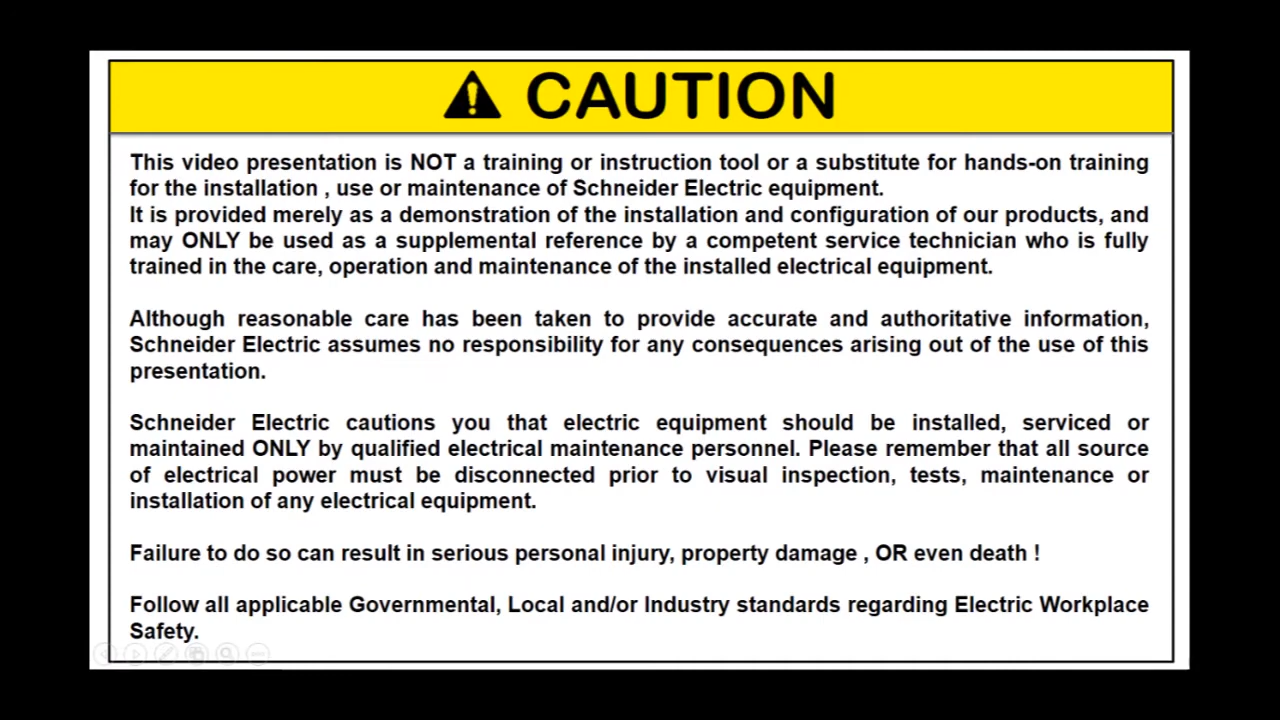 CAUTION
This video presentation is NOT a training or instruction tool or a substitute for hands-on training
for the installation , use or maintenance of Schneider Electric equipment.
It is provided merely as a demonstration of the installation and configuration of our products, and
may ONLY be used as a supplemental reference by a competent service technician who is fully
trained in the care, operation and maintenance of the installed electrical equipment.
Although reasonable care has been taken to provide accurate and authoritative information,
Schneider Electric assumes no responsibility for any consequences arising out of the use of this
presentation.
Schneider Electric cautions you that electric equipment should be installed, serviced or
maintained ONLY by qualified electrical maintenance personnel. Please remember that all source
of electrical power must be disconnected prior to visual inspection, tests, maintenance or
installation of any electrical equipment.
Failure to do so can result in serious personal injury, property damage , OR even death !
Follow all applicable Governmental, Local and/or Industry standards regarding Electric Workplace
Safety.